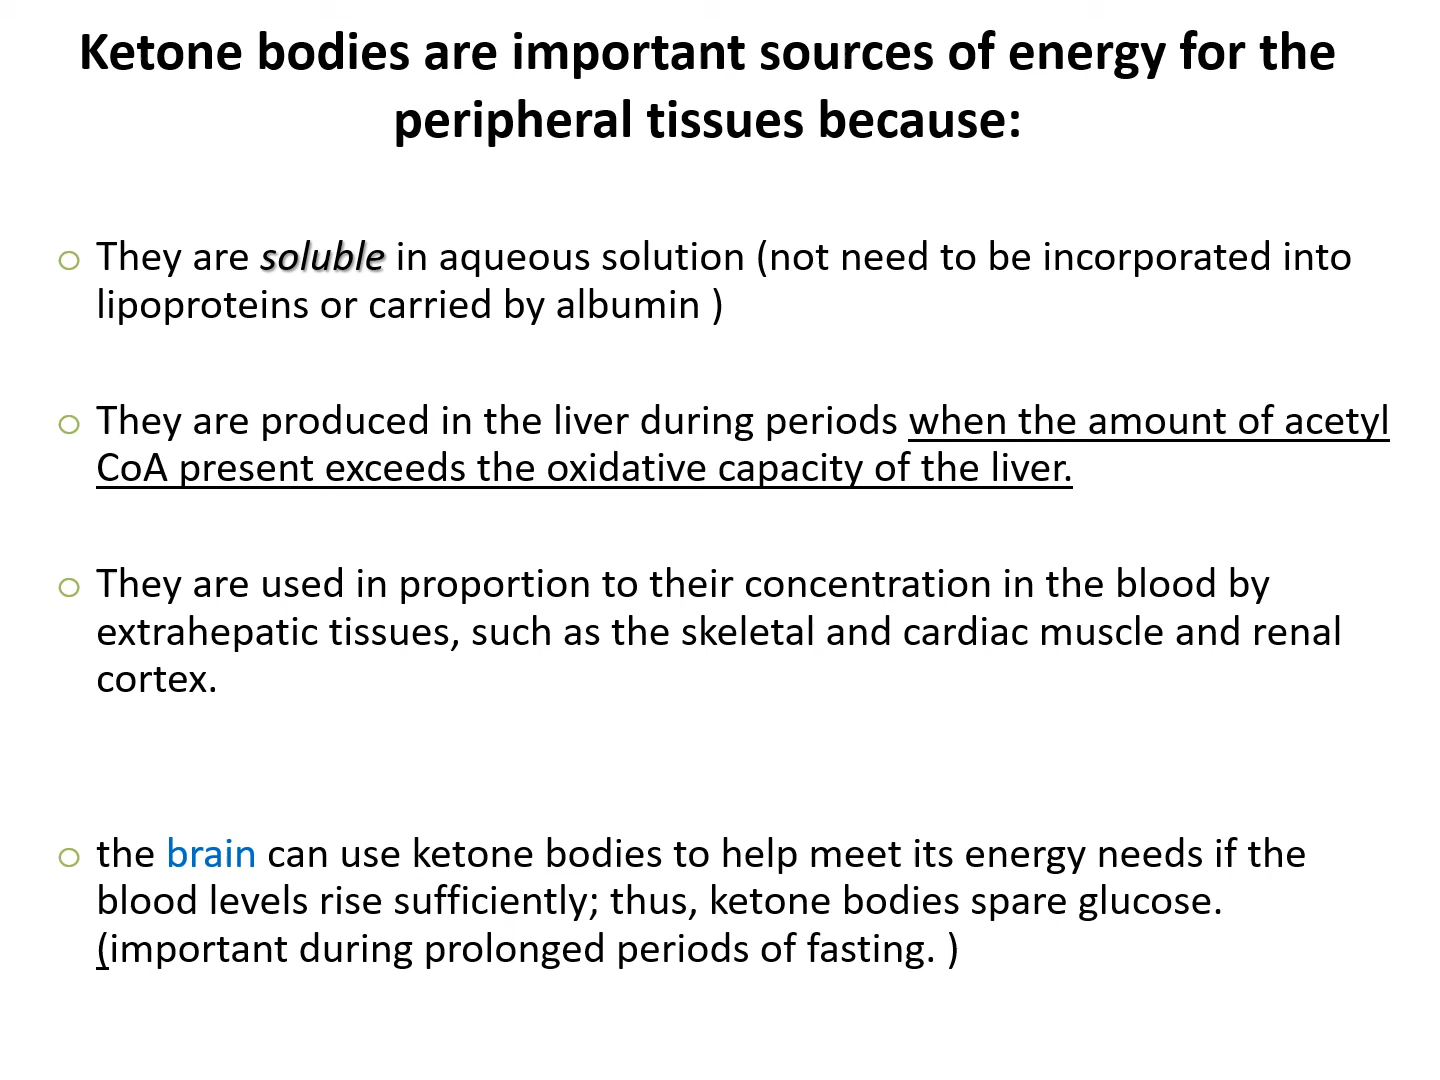 Ketone bodies are important sources of energy for the
peripheral tissues because:
o They are soluble in aqueous solution (not need to be incorporated into
lipoproteins or carried by albumin )
o They are produced in the liver during periods when the amount of acetyl
CoA present exceeds the oxidative capacity of the liver.
o They are used in proportion to their concentration in the blood by
extrahepatic tissues, such as the skeletal and cardiac muscle and renal
cortex.
o the brain can use ketone bodies to help meet its energy needs if the
blood levels rise sufficiently; thus, ketone bodies spare glucose.
(important during prolonged periods of fasting. )